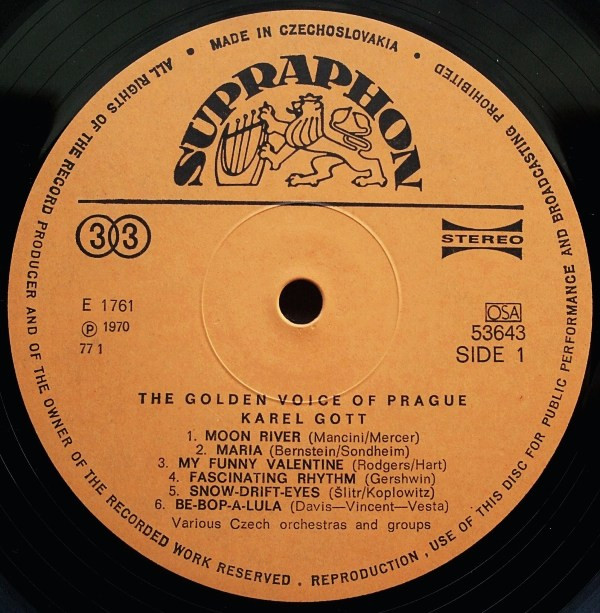 • MADE IN CZECHOSLOVAKIA •
ALL RIGHTS OF THE RECORD PRODUCER AND OF THE OWNER OF THE RECORDED WORK RESERVED . REPRODUCTION , USE OF THIS DISC FOR PUBLIC PERFORMANCE AND BROADCASTING PROHIBITED
SUPRAPHON
33
STEREO
E 1761
℗ 1970
77 1
OSA
53643
SIDE 1
THE GOLDEN VOICE OF PRAGUE
KAREL GOTT
1. MOON RIVER (Mancini/Mercer)
2. MARIA (Bernstein/Sondheim)
3. MY FUNNY VALENTINE (Rodgers/Hart)
4. FASCINATING RHYTHM (Gershwin)
5. SNOW-DRIFT-EYES (Šlitr/Koplowitz)
6. BE-BOP-A-LULA (Davis—Vincent—Vesta)
Various Czech orchestras and groups